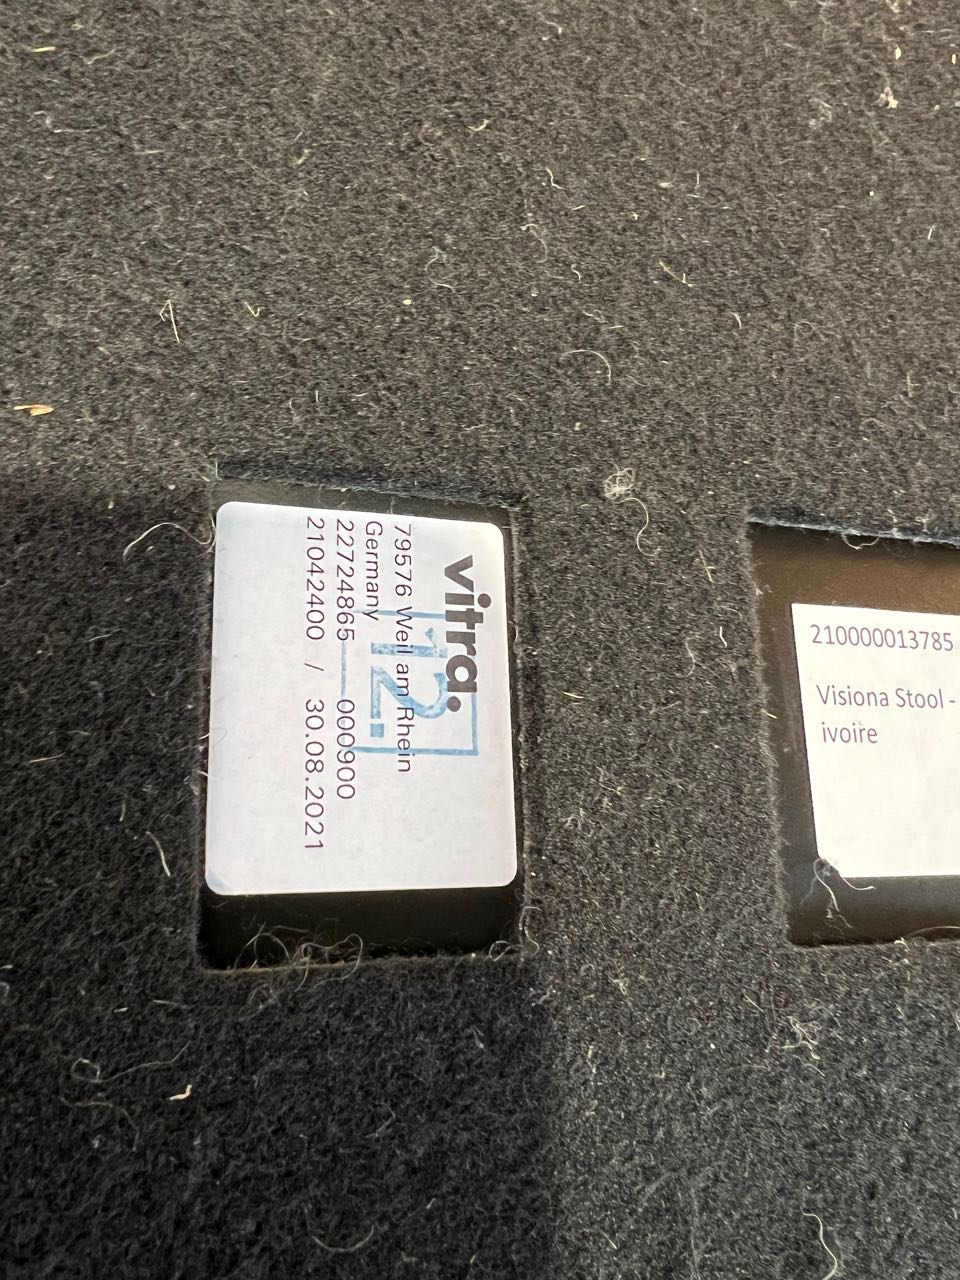 vitra.
79576 Weil am Rhein
Germany
22724865 000900
21042400 / 30.08.2021
12.
210000013785
Visiona Stool -
ivoire